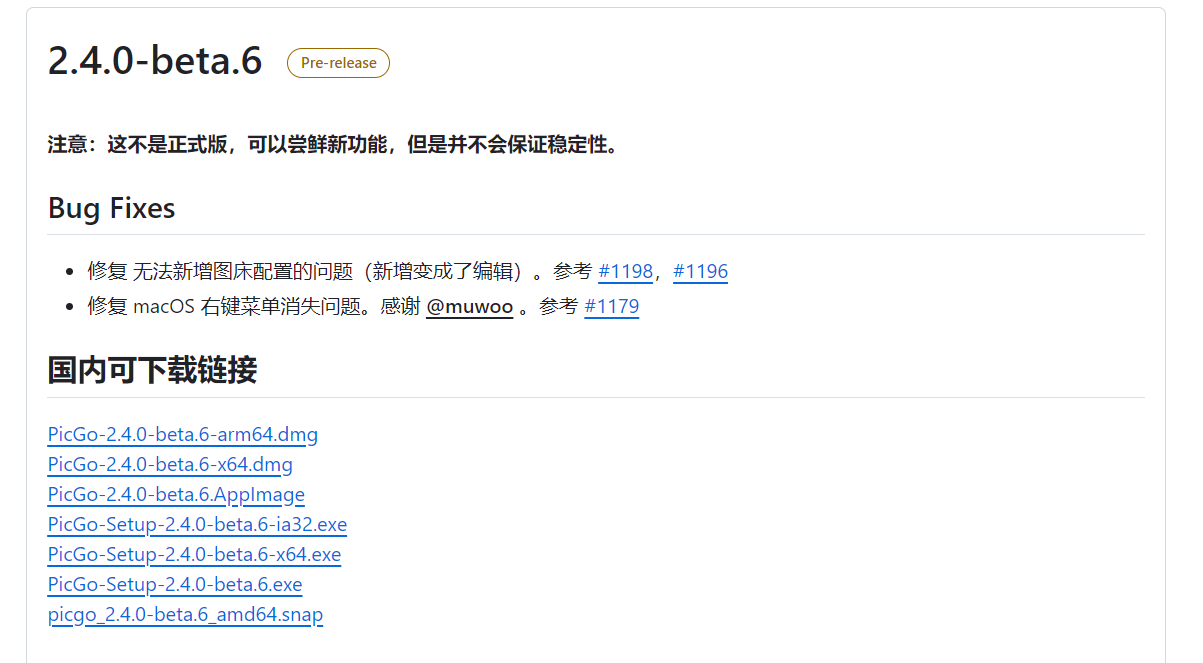 2.4.0-beta.6 Pre-release
注意：这不是正式版，可以尝鲜新功能，但是并不会保证稳定性。
Bug Fixes
修复 无法新增图床配置的问题（新增变成了编辑）。参考 #1198，#1196
修复 macOS 右键菜单消失问题。感谢 @muwoo 。参考 #1179
国内可下载链接
PicGo-2.4.0-beta.6-arm64.dmg
PicGo-2.4.0-beta.6-x64.dmg
PicGo-2.4.0-beta.6.AppImage
PicGo-Setup-2.4.0-beta.6-ia32.exe
PicGo-Setup-2.4.0-beta.6-x64.exe
PicGo-Setup-2.4.0-beta.6.exe
picgo_2.4.0-beta.6_amd64.snap